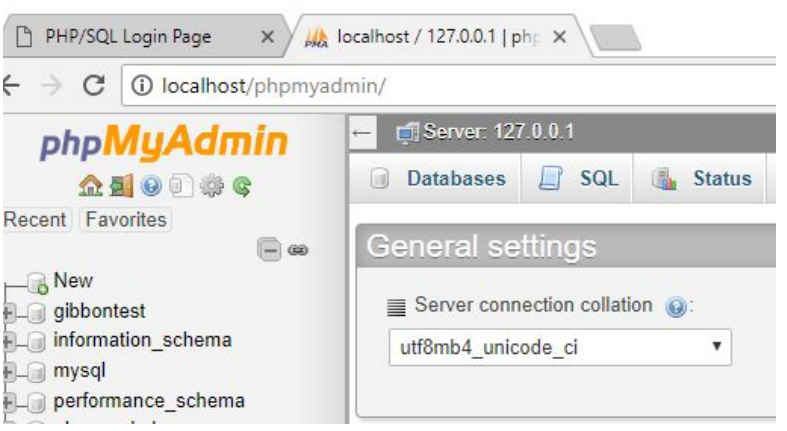 PHP/SQL Login Page
localhost / 127.0.0.1 | php
localhost/phpmyadmin/
phpMyAdmin
Server: 127.0.0.1
Databases
SQL
Status
Recent
Favorites
General settings
New
Server connection collation :
gibbontest
information_schema
utf8mb4_unicode_ci
mysql
performance_schema